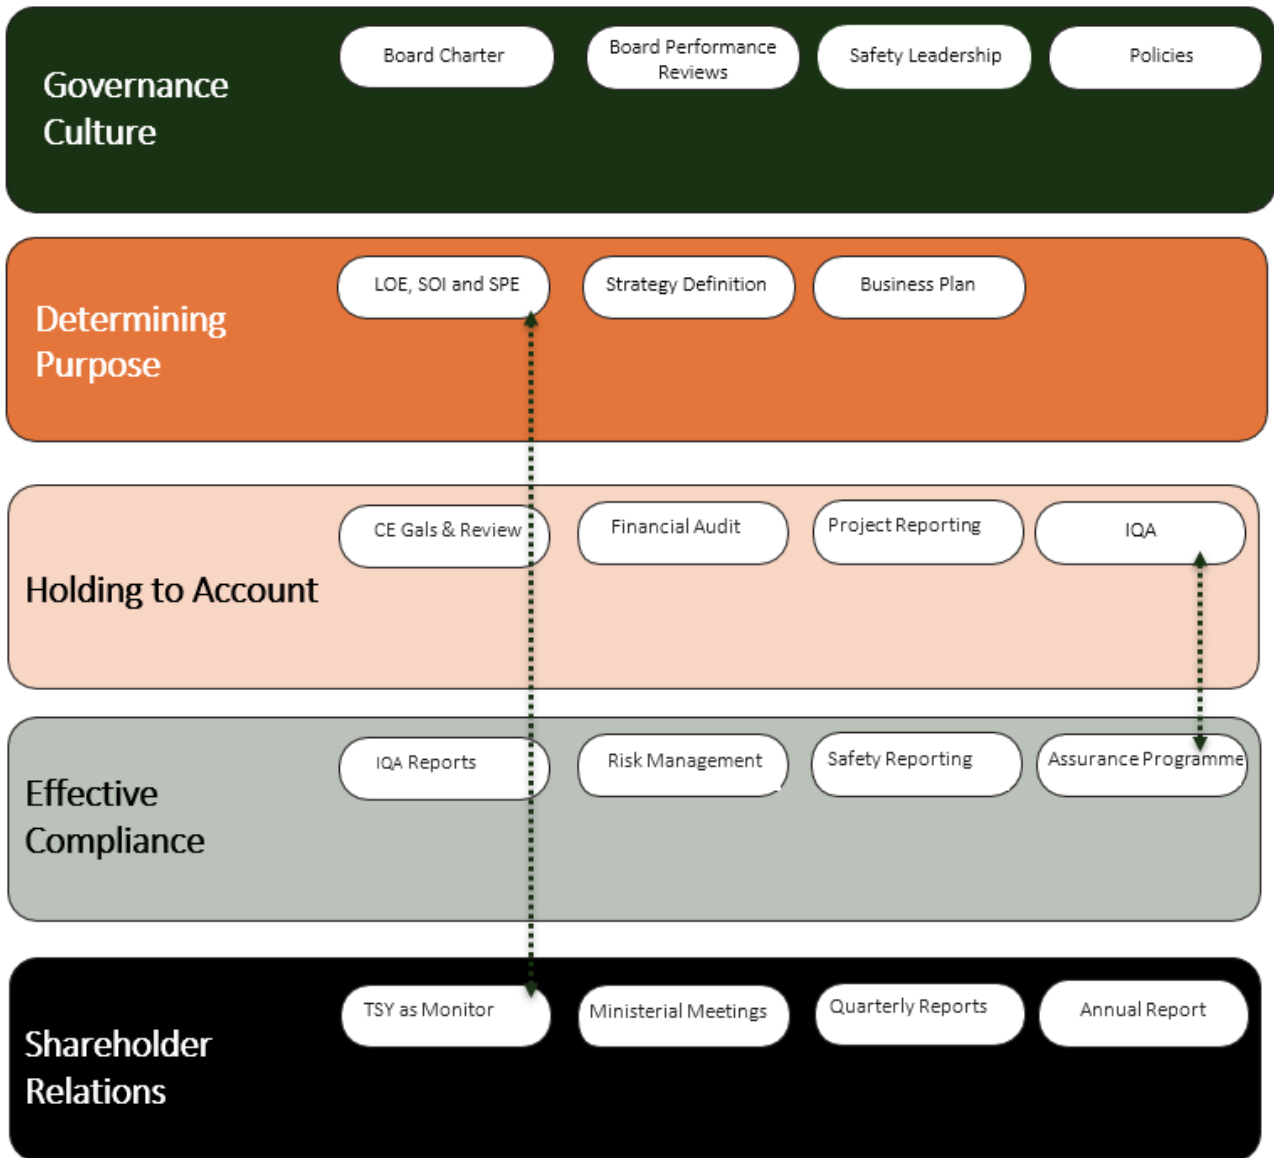 Governance
Culture
Board Charter
Board Performance
Reviews
Safety Leadership
Policies
Determining
Purpose
LOE, SOI and SPE
Strategy Definition
Business Plan
Holding to Account
CE Gals & Review
Financial Audit
Project Reporting
IQA
Effective
Compliance
IQA Reports
Risk Management
Safety Reporting
Assurance Programme
Shareholder
Relations
TSY as Monitor
Ministerial Meetings
Quarterly Reports
Annual Report